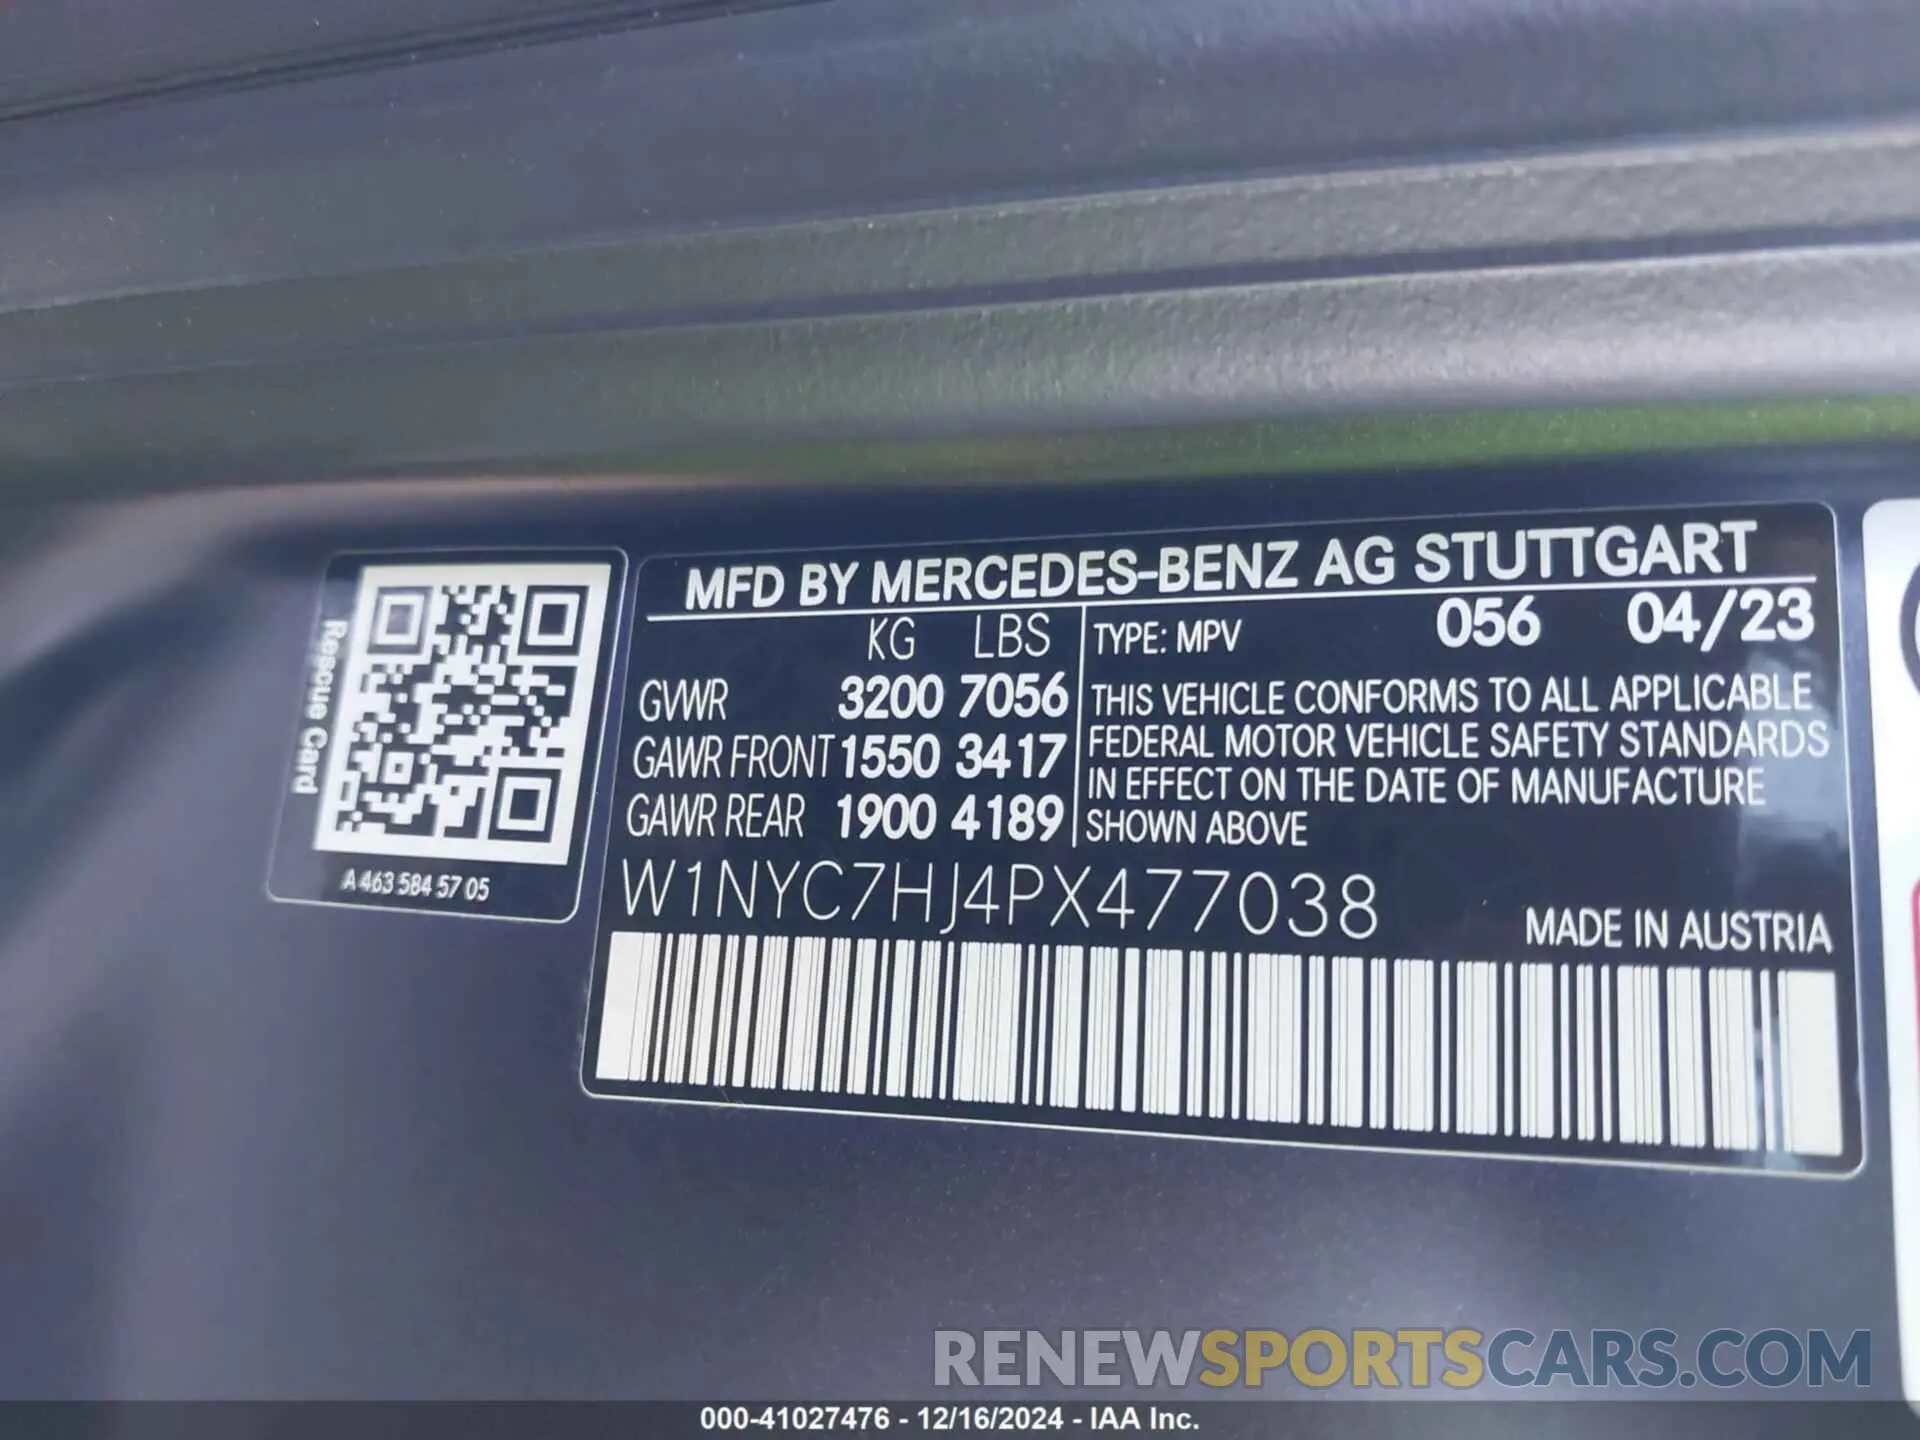 Rescue Card
A 463 584 57 05
MFD BY MERCEDES-BENZ AG STUTTGART
KG LBS
GVWR 3200 7056
GAWR FRONT 1550 3417
GAWR REAR 1900 4189
TYPE: MPV 056 04/23
THIS VEHICLE CONFORMS TO ALL APPLICABLE
FEDERAL MOTOR VEHICLE SAFETY STANDARDS
IN EFFECT ON THE DATE OF MANUFACTURE
SHOWN ABOVE
W1NYC7HJ4PX477038
MADE IN AUSTRIA
RENEWSPORTSCARS.COM
000-41027476 - 12/16/2024 - IAA Inc.